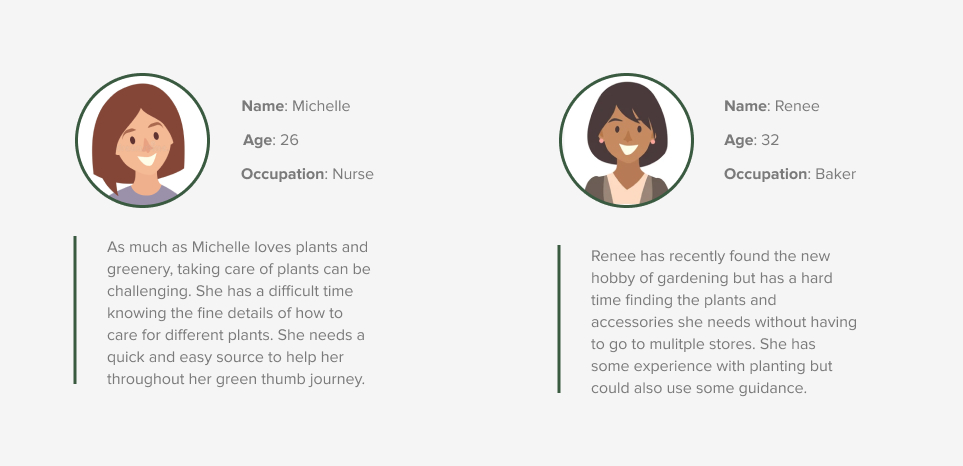 Name: Michelle
Age: 26
Occupation: Nurse
As much as Michelle loves plants and
greenery, taking care of plants can be
challenging. She has a difficult time
knowing the fine details of how to
care for different plants. She needs a
quick and easy source to help her
throughout her green thumb journey.
Name: Renee
Age: 32
Occupation: Baker
Renee has recently found the new
hobby of gardening but has a hard
time finding the plants and
accessories she needs without having
to go to mulitple stores. She has
some experience with planting but
could also use some guidance.